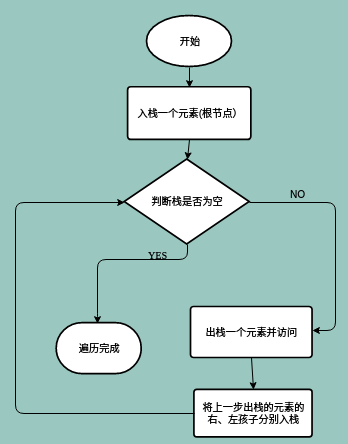 开始
入栈一个元素(根节点)
判断栈是否为空
NO
YES
遍历完成
出栈一个元素并访问
将上一步出栈的元素的
右、左孩子分别入栈